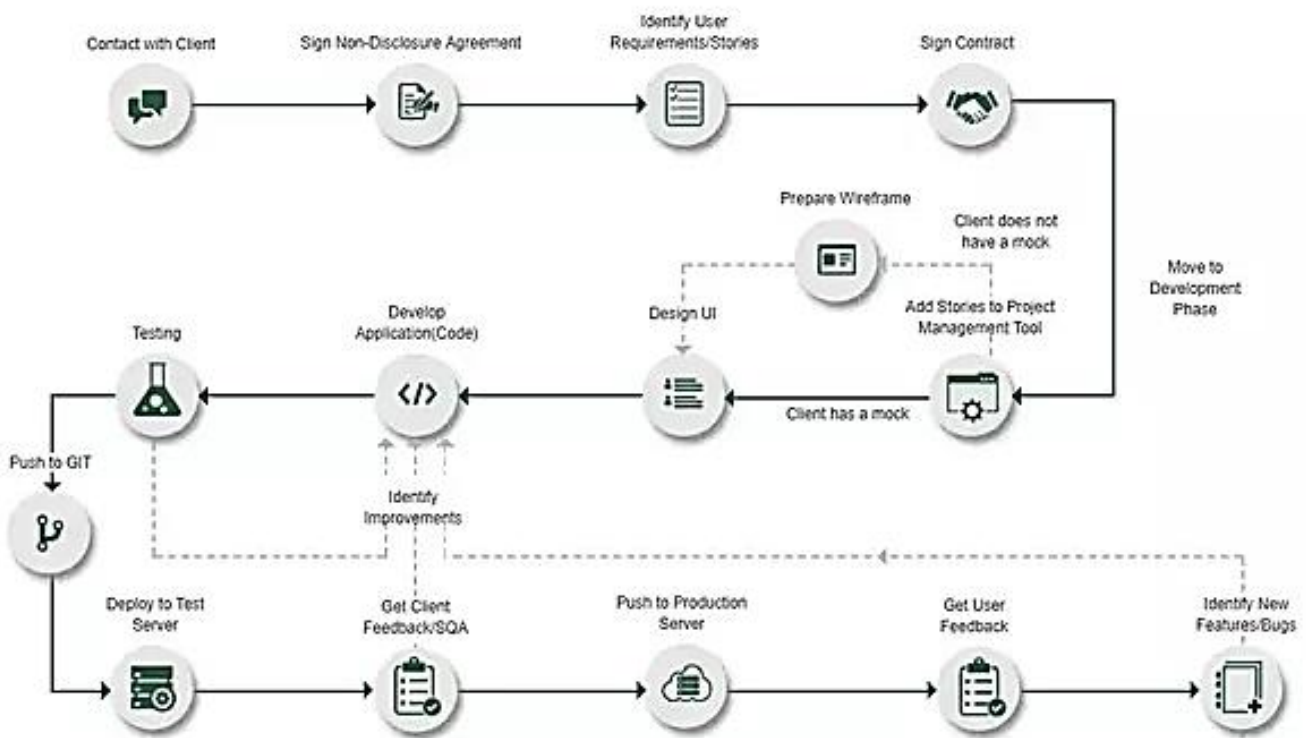 Contact with Client
Sign Non-Disclosure Agreement
Identify User
Requirements/Stories
Sign Contract
Prepare Wireframe
Client does not
have a mock
Move to
Development
Phase
Testing
Develop
Application(Code)
Design UI
Add Stories to Project
Management Tool
Client has a mock
Push to GIT
Identify
Improvements
Deploy to Test
Server
Get Client
Feedback/SQA
Push to Production
Server
Get User
Feedback
Identify New
Features/Bugs